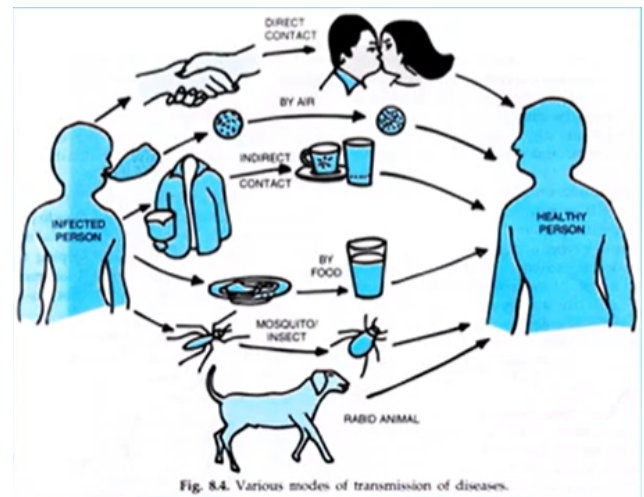 DIRECT
CONTACT
BY AIR
INDIRECT
CONTACT
INFECTED
PERSON
HEALTHY
PERSON
BY
FOOD
MOSQUITO/
INSECT
RABID ANIMAL
Fig. 8.4. Various modes of transmission of diseases.